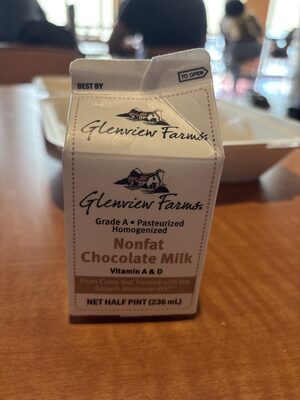 BEST BY
TO OPEN
Glenview Farms
Glenview Farms
Grade A • Pasteurized
Homogenized
Nonfat
Chocolate Milk
Vitamin A & D
From Cows Not Treated with the
Growth Hormone rBST*
NET HALF PINT (236 mL)